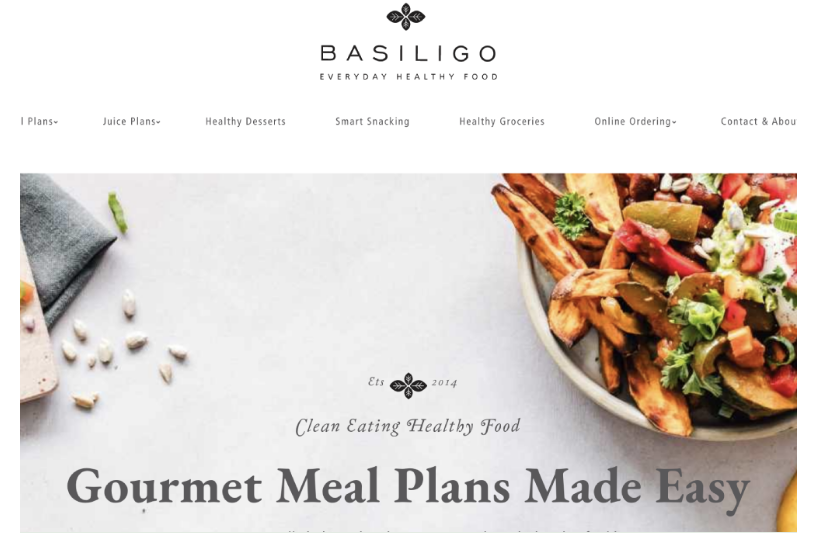 BASILIGO
EVERYDAY HEALTHY FOOD
l Plans Juice Plans Healthy Desserts Smart Snacking Healthy Groceries Online Ordering Contact & Abou
Ets 2014
Clean Eating Healthy Food
Gourmet Meal Plans Made Easy